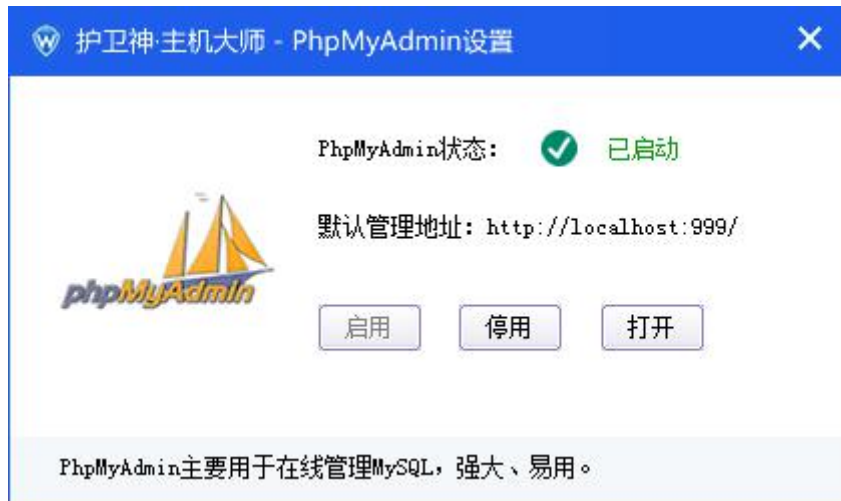 护卫神·主机大师 - PhpMyAdmin设置
PhpMyAdmin状态： 已启动
默认管理地址：http://localhost:999/
phpMyAdmin
启用 停用 打开
PhpMyAdmin主要用于在线管理MySQL，强大、易用。